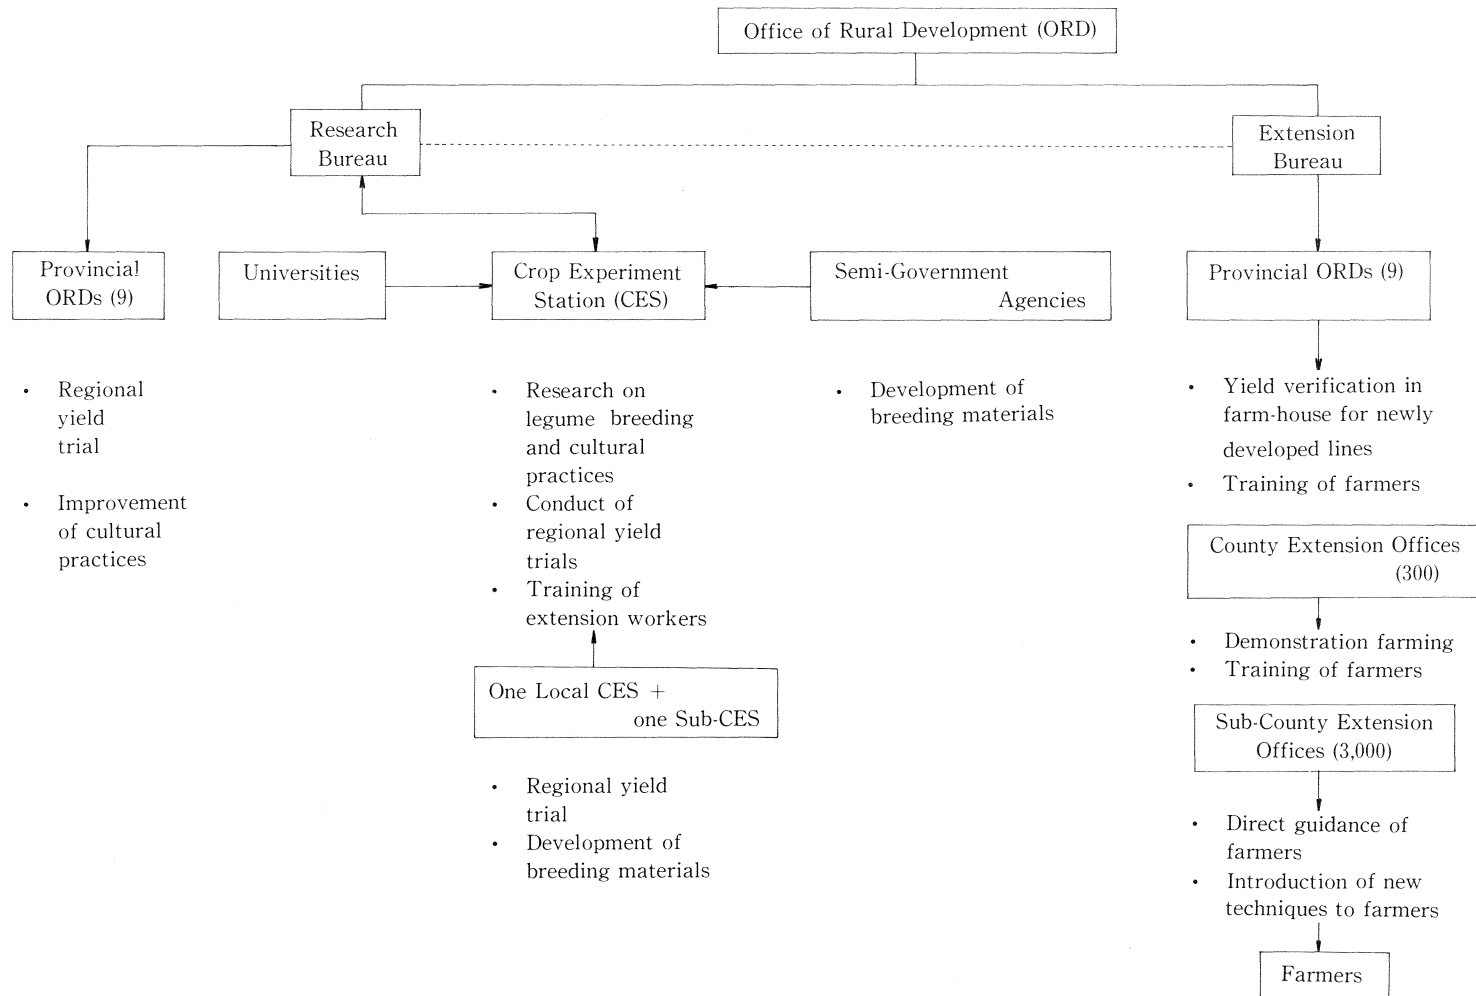 Office of Rural Development (ORD)
Research
Bureau
Extension
Bureau
Provincial
ORDs (9)
Universities
Crop Experiment
Station (CES)
Semi-Government
Agencies
Provincial ORDs (9)
• Regional
yield
trial
• Improvement
of cultural
practices
• Research on
legume breeding
and cultural
practices
• Conduct of
regional yield
trials
• Training of
extension workers
One Local CES +
one Sub-CES
• Regional yield
trial
• Development of
breeding materials
• Development of
breeding materials
• Yield verification in
farm-house for newly
developed lines
• Training of farmers
County Extension Offices
(300)
• Demonstration farming
• Training of farmers
Sub-County Extension
Offices (3,000)
• Direct guidance of
farmers
• Introduction of new
techniques to farmers
Farmers